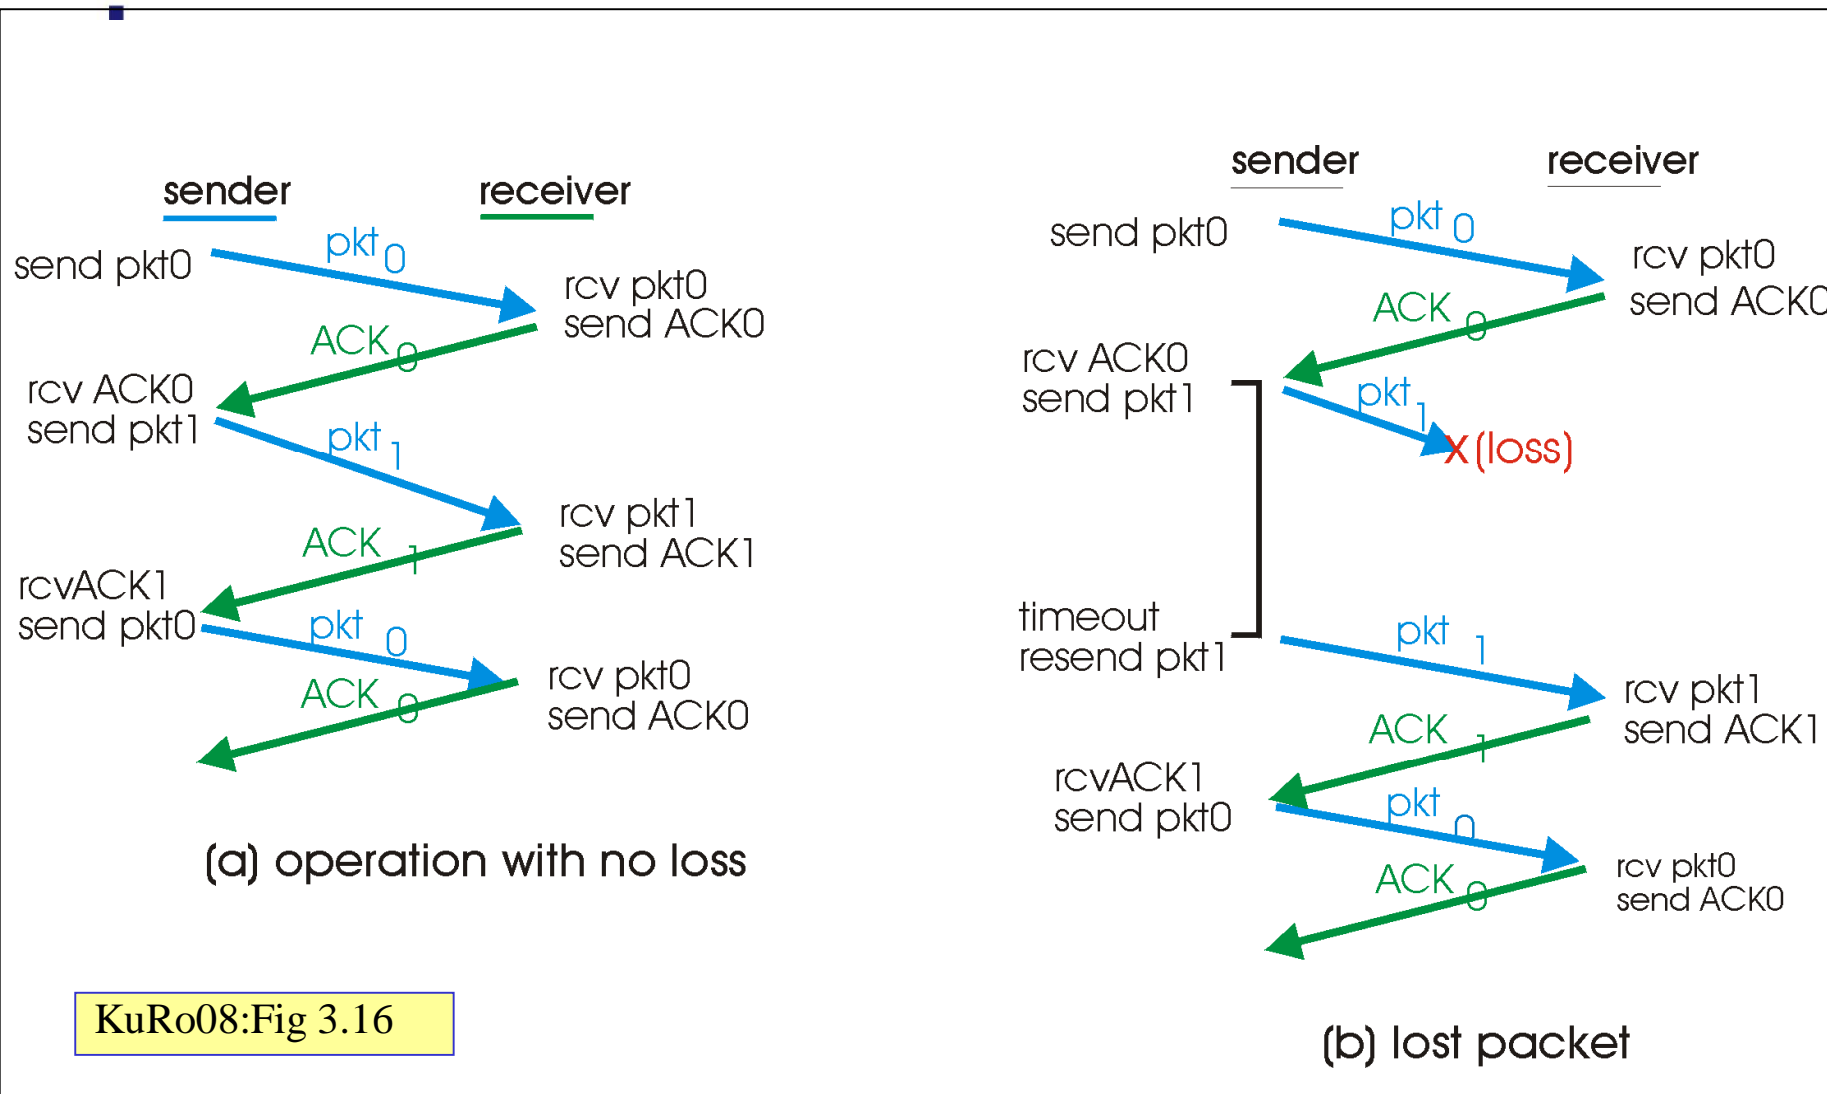 sender receiver
send pkt0
pkt 0
rcv pkt0
send ACK0
ACK 0
rcv ACK0
send pkt1
pkt 1
rcv pkt1
send ACK1
ACK 1
rcvACK1
send pkt0
pkt 0
rcv pkt0
send ACK0
ACK 0
(a) operation with no loss
KuRo08:Fig 3.16
sender receiver
send pkt0
pkt 0
rcv pkt0
send ACK0
ACK 0
rcv ACK0
send pkt1
pkt 1
X (loss)
timeout
resend pkt1
pkt 1
rcv pkt1
send ACK1
ACK 1
rcvACK1
send pkt0
pkt 0
rcv pkt0
send ACK0
ACK 0
(b) lost packet